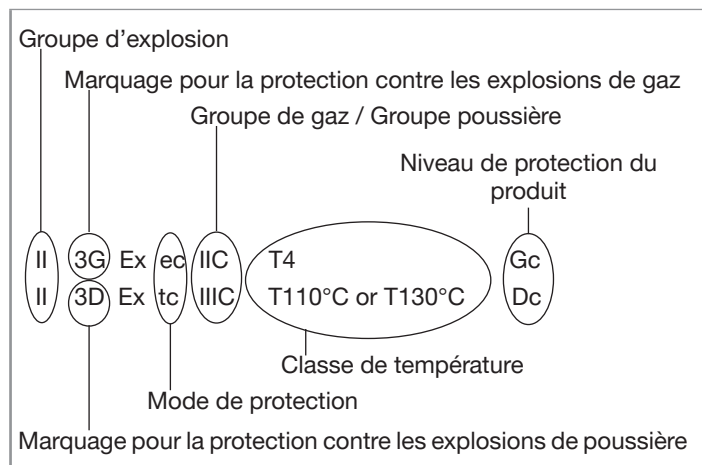 Groupe d'explosion
Marquage pour la protection contre les explosions de gaz
Groupe de gaz / Groupe poussière
Niveau de protection du
produit
II 3G Ex ec IIC T4 Gc
II 3D Ex tc IIIC T110°C or T130°C Dc
Classe de température
Mode de protection
Marquage pour la protection contre les explosions de poussière